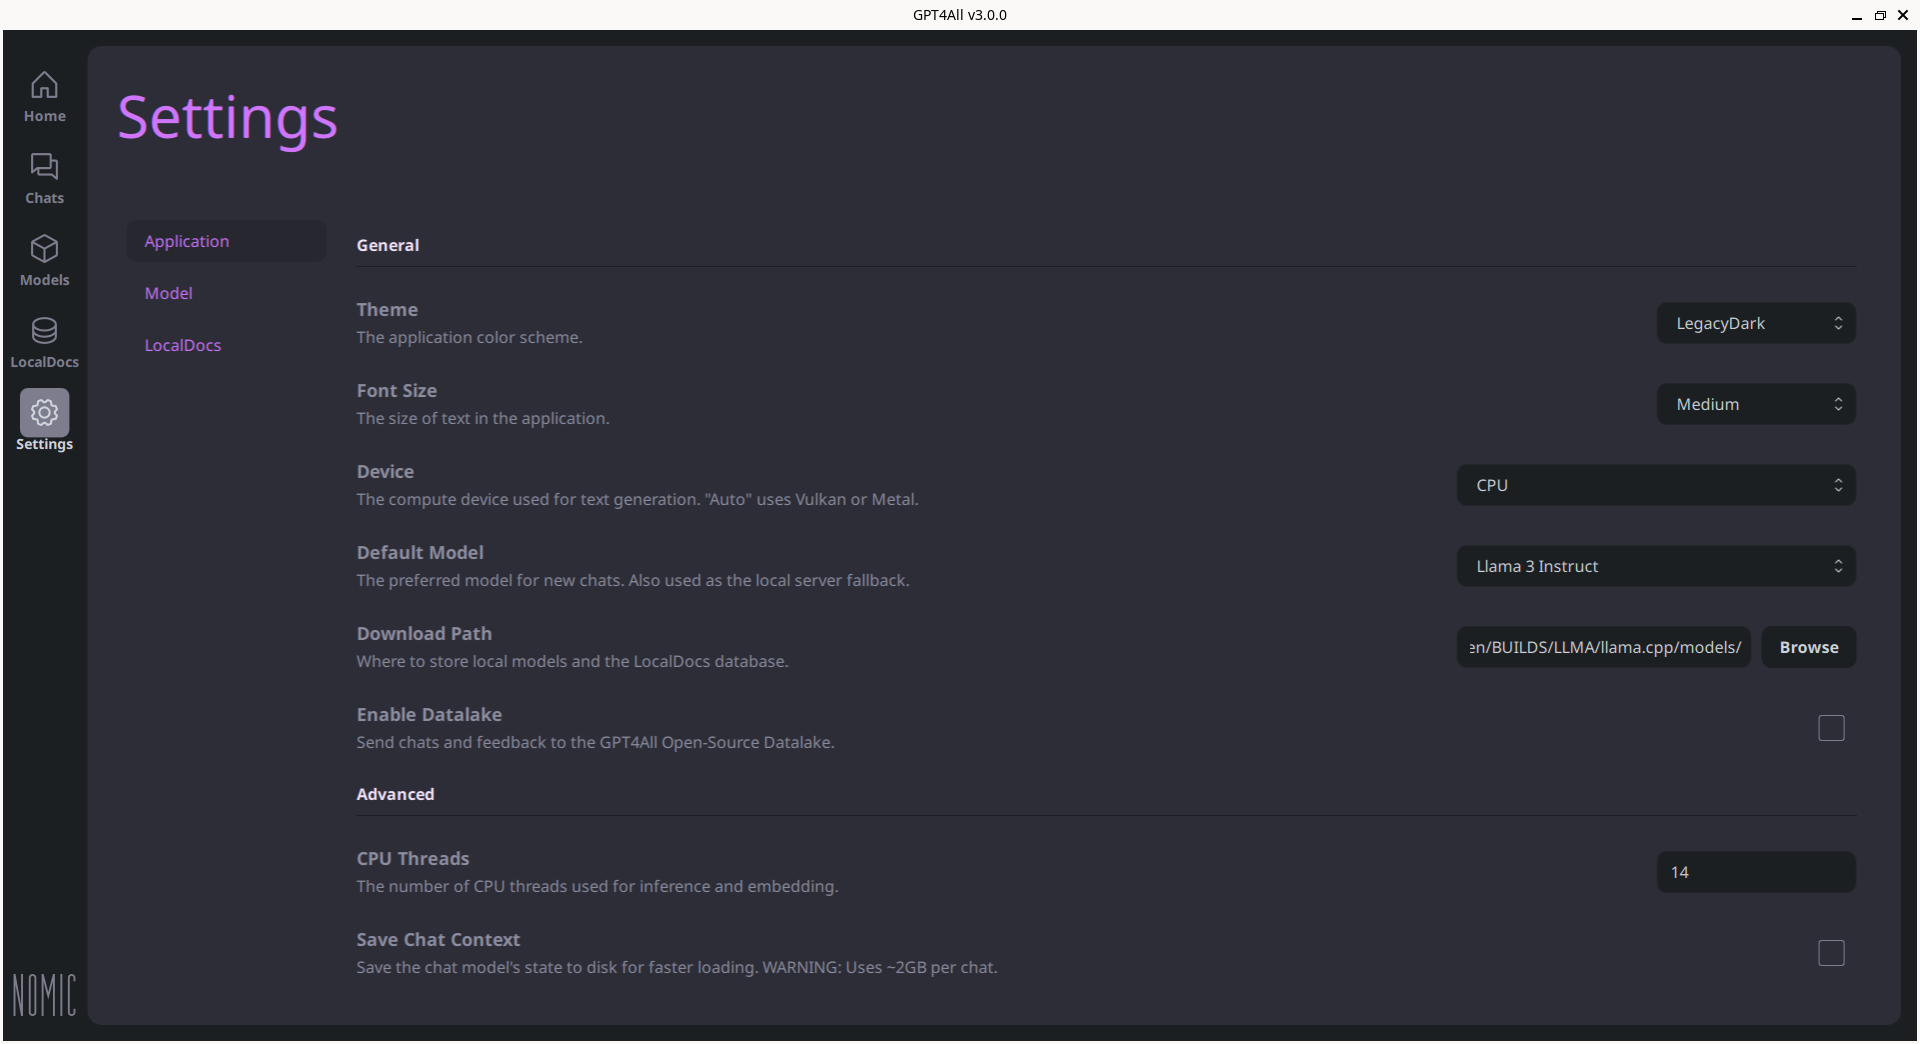 GPT4All v3.0.0
Home
Chats
Models
LocalDocs
Settings
NOMIC
Settings
Application
Model
LocalDocs
General
Theme
The application color scheme.
LegacyDark
Font Size
The size of text in the application.
Medium
Device
The compute device used for text generation. "Auto" uses Vulkan or Metal.
CPU
Default Model
The preferred model for new chats. Also used as the local server fallback.
Llama 3 Instruct
Download Path
Where to store local models and the LocalDocs database.
en/BUILDS/LLMA/llama.cpp/models/
Browse
Enable Datalake
Send chats and feedback to the GPT4All Open-Source Datalake.
Advanced
CPU Threads
The number of CPU threads used for inference and embedding.
14
Save Chat Context
Save the chat model's state to disk for faster loading. WARNING: Uses ~2GB per chat.